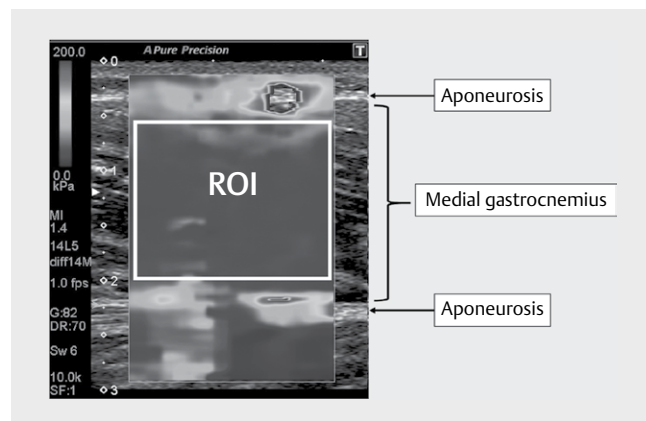 200.0
A Pure Precision
T
0
0.0
kPa
1
MI
1.4
14L5
diff14M
1.0 fps
2
G:82
DR:70
Sw 6
10.0k
SF:1
3
ROI
Aponeurosis
Medial gastrocnemius
Aponeurosis